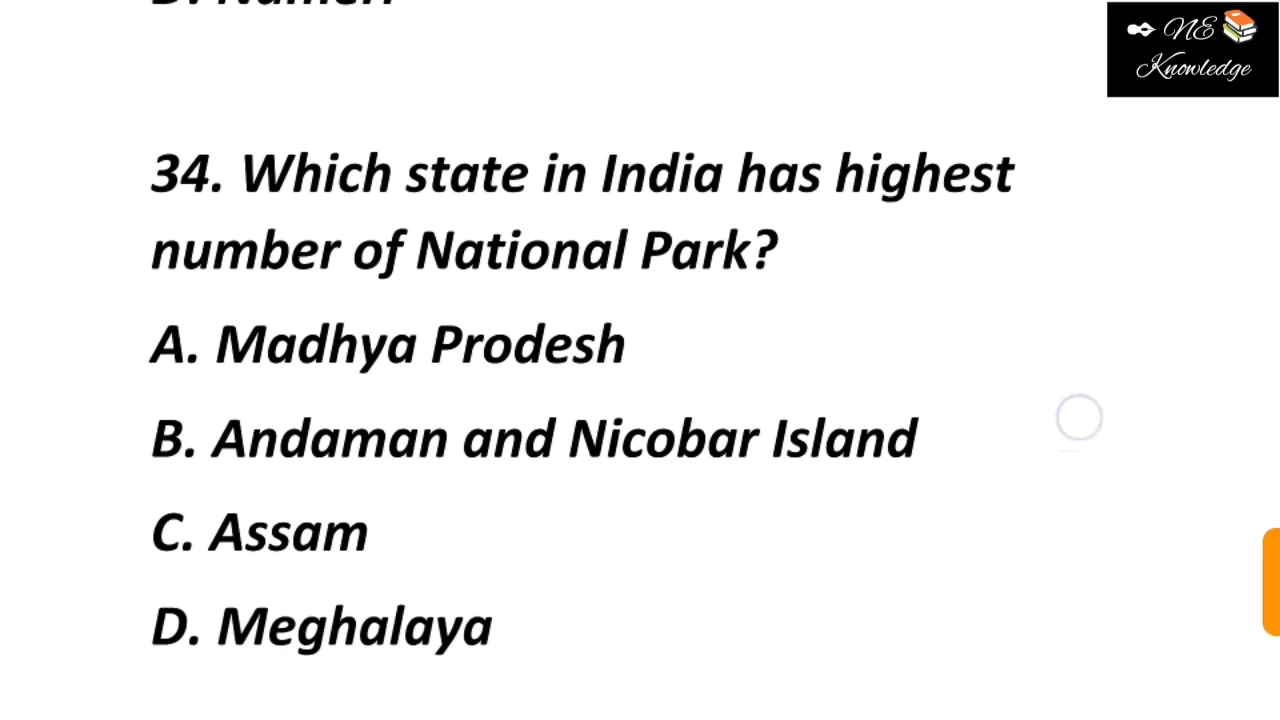 NE
Knowledge
34. Which state in India has highest
number of National Park?
A. Madhya Prodesh
B. Andaman and Nicobar Island
C. Assam
D. Meghalaya